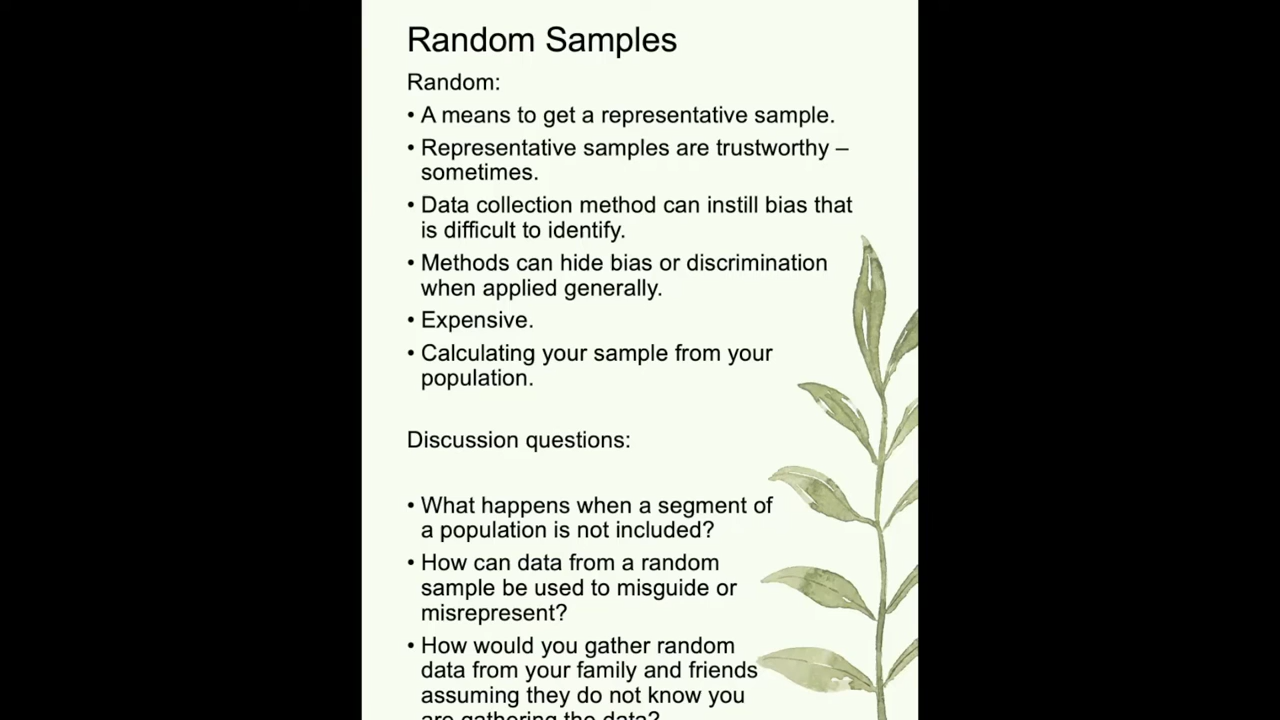 Random Samples
Random:
• A means to get a representative sample.
• Representative samples are trustworthy –
sometimes.
• Data collection method can instill bias that
is difficult to identify.
• Methods can hide bias or discrimination
when applied generally.
• Expensive.
• Calculating your sample from your
population.
Discussion questions:
• What happens when a segment of
a population is not included?
• How can data from a random
sample be used to misguide or
misrepresent?
• How would you gather random
data from your family and friends
assuming they do not know you
are gathering the data?